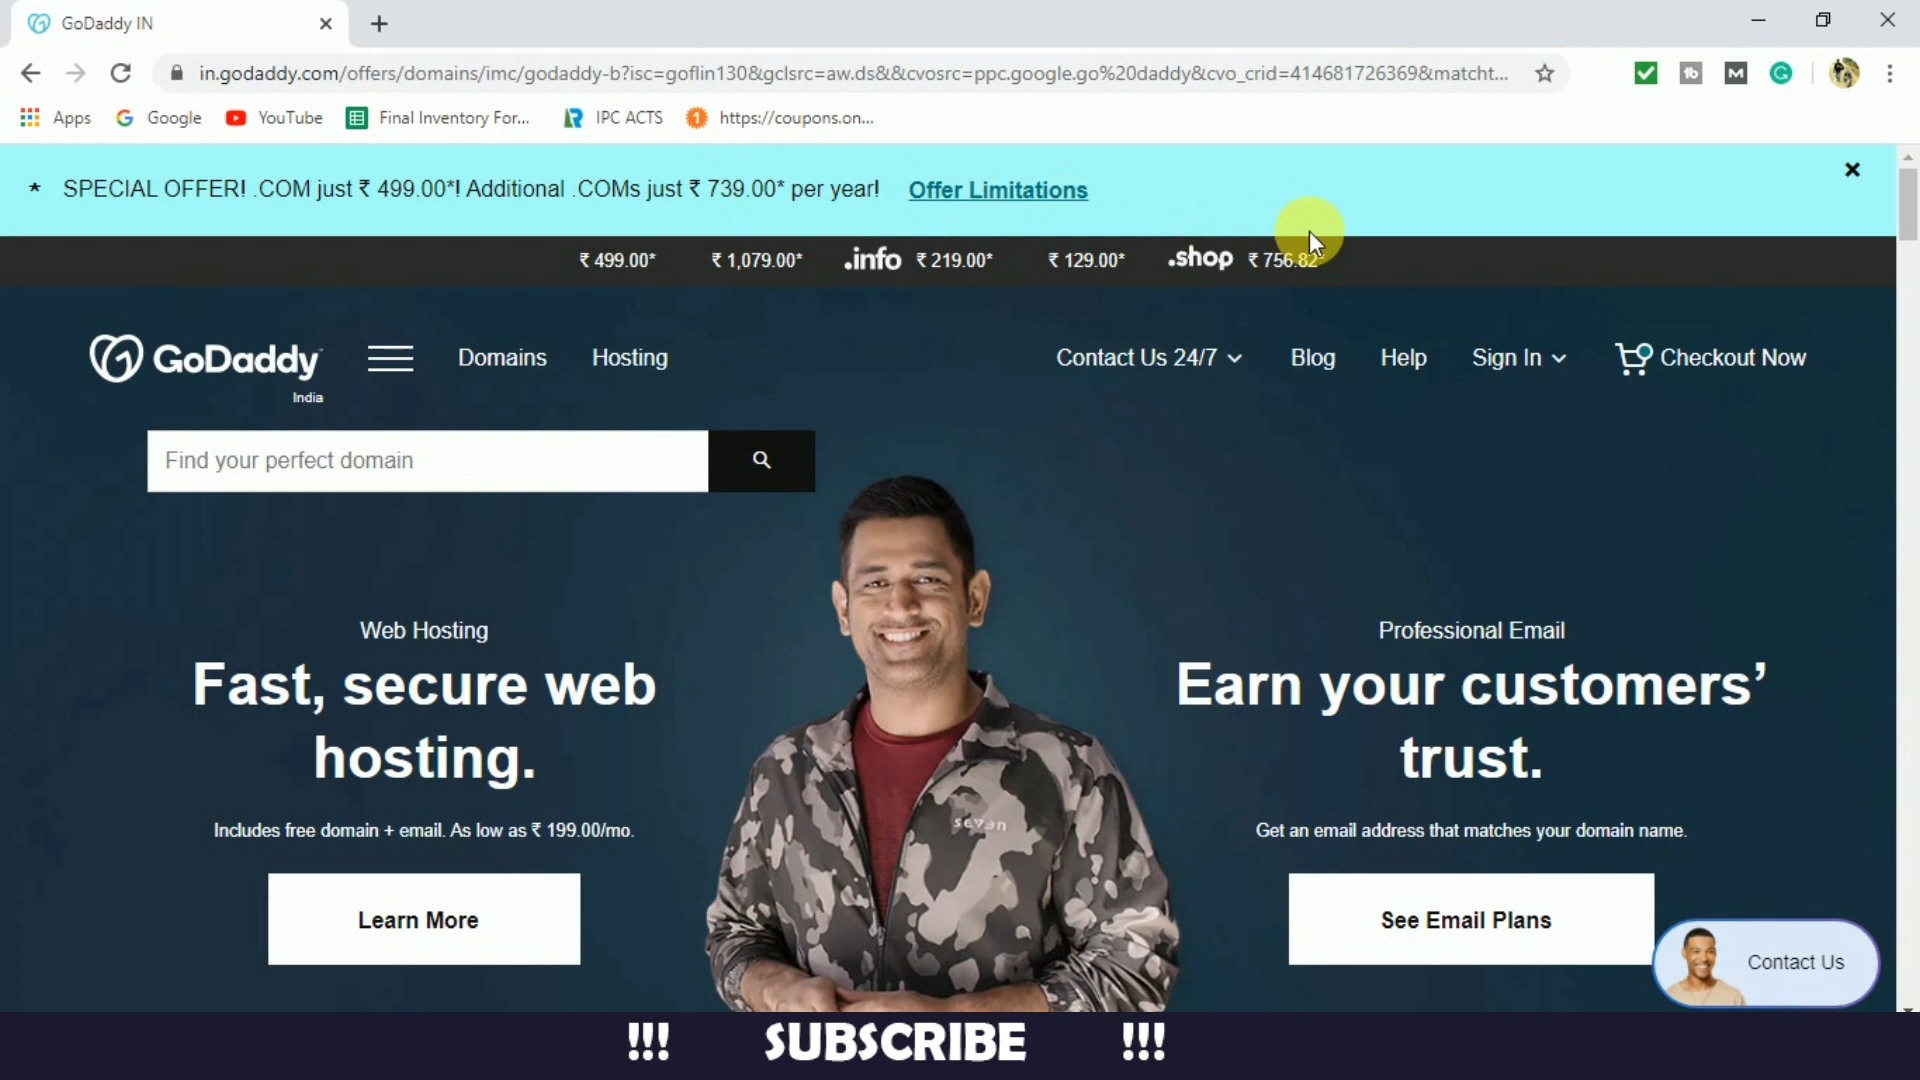 GoDaddy IN
in.godaddy.com/offers/domains/imc/godaddy-b?isc=goflin130&gclsrc=aw.ds&&cvosrc=ppc.google.go%20daddy&cvo_crid=414681726369&matcht...
Apps Google YouTube Final Inventory For... IPC ACTS https://coupons.on...
* SPECIAL OFFER! .COM just ₹ 499.00*! Additional .COMs just ₹ 739.00* per year! Offer Limitations
₹ 499.00* ₹ 1,079.00* .info ₹ 219.00* ₹ 129.00* .shop ₹ 756.82*
GoDaddy Domains Hosting Contact Us 24/7 Blog Help Sign In Checkout Now
India
Find your perfect domain
Web Hosting
Fast, secure web
hosting.
Includes free domain + email. As low as ₹ 199.00/mo.
Learn More
seven
Professional Email
Earn your customers’
trust.
Get an email address that matches your domain name.
See Email Plans
Contact Us
!!! SUBSCRIBE !!!